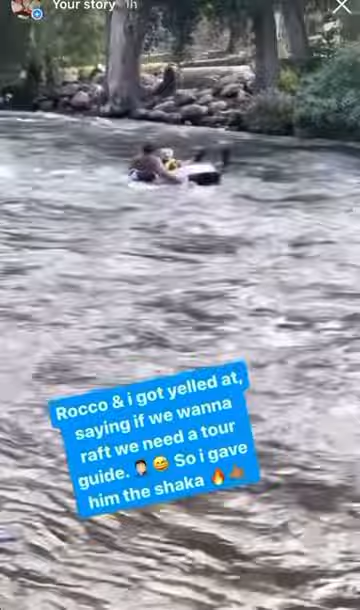 Your story 1h
Rocco & i got yelled at,
saying if we wanna
raft we need a tour
guide. 🤦🏻‍♂️ 😅 So i gave
him the shaka 🔥🤙🏾